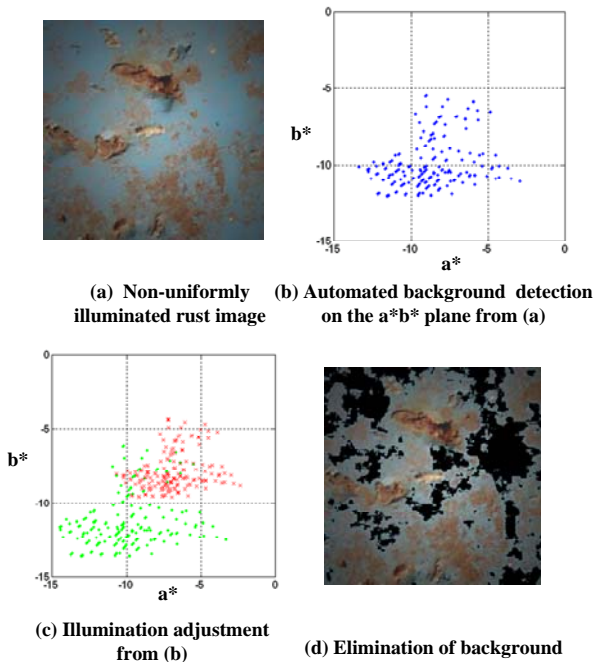 0
-5
b*
-10
-15
-15
-10
-5
0
a*
(a) Non-uniformly
illuminated rust image
(b) Automated background detection
on the a*b* plane from (a)
0
-5
b*
-10
-15
-15
-10
-5
0
a*
(c) Illumination adjustment
from (b)
(d) Elimination of background